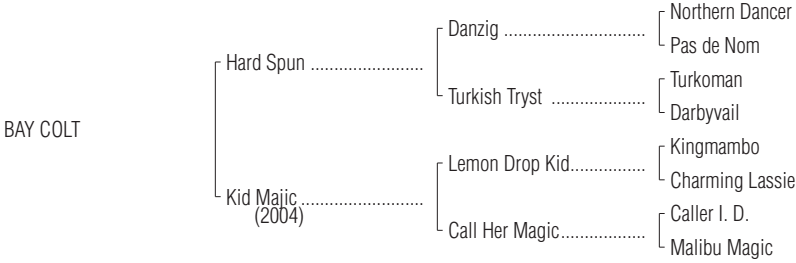 Northern Dancer
Danzig ..............................
Pas de Nom
Hard Spun ........................
Turkoman
Turkish Tryst ....................
Darbyvail
BAY COLT
Kingmambo
Lemon Drop Kid................
Charming Lassie
Kid Majic ..........................
(2004)
Caller I. D.
Call Her Magic..................
Malibu Magic